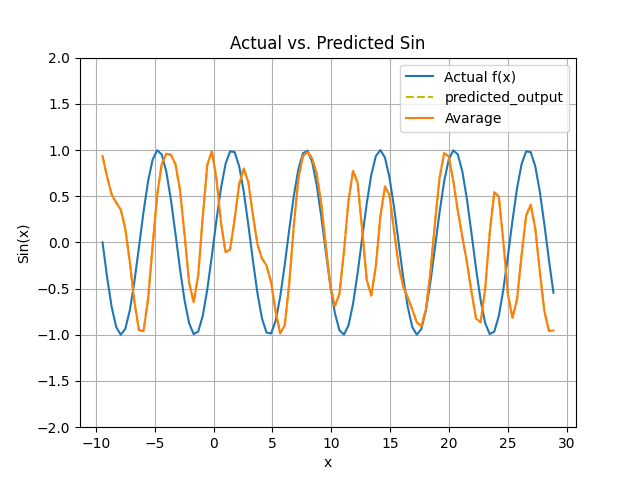 Actual vs. Predicted Sin
Actual f(x)
predicted_output
Avarage
2.0
1.5
1.0
0.5
0.0
−0.5
−1.0
−1.5
−2.0
Sin(x)
−10 −5 0 5 10 15 20 25 30
x